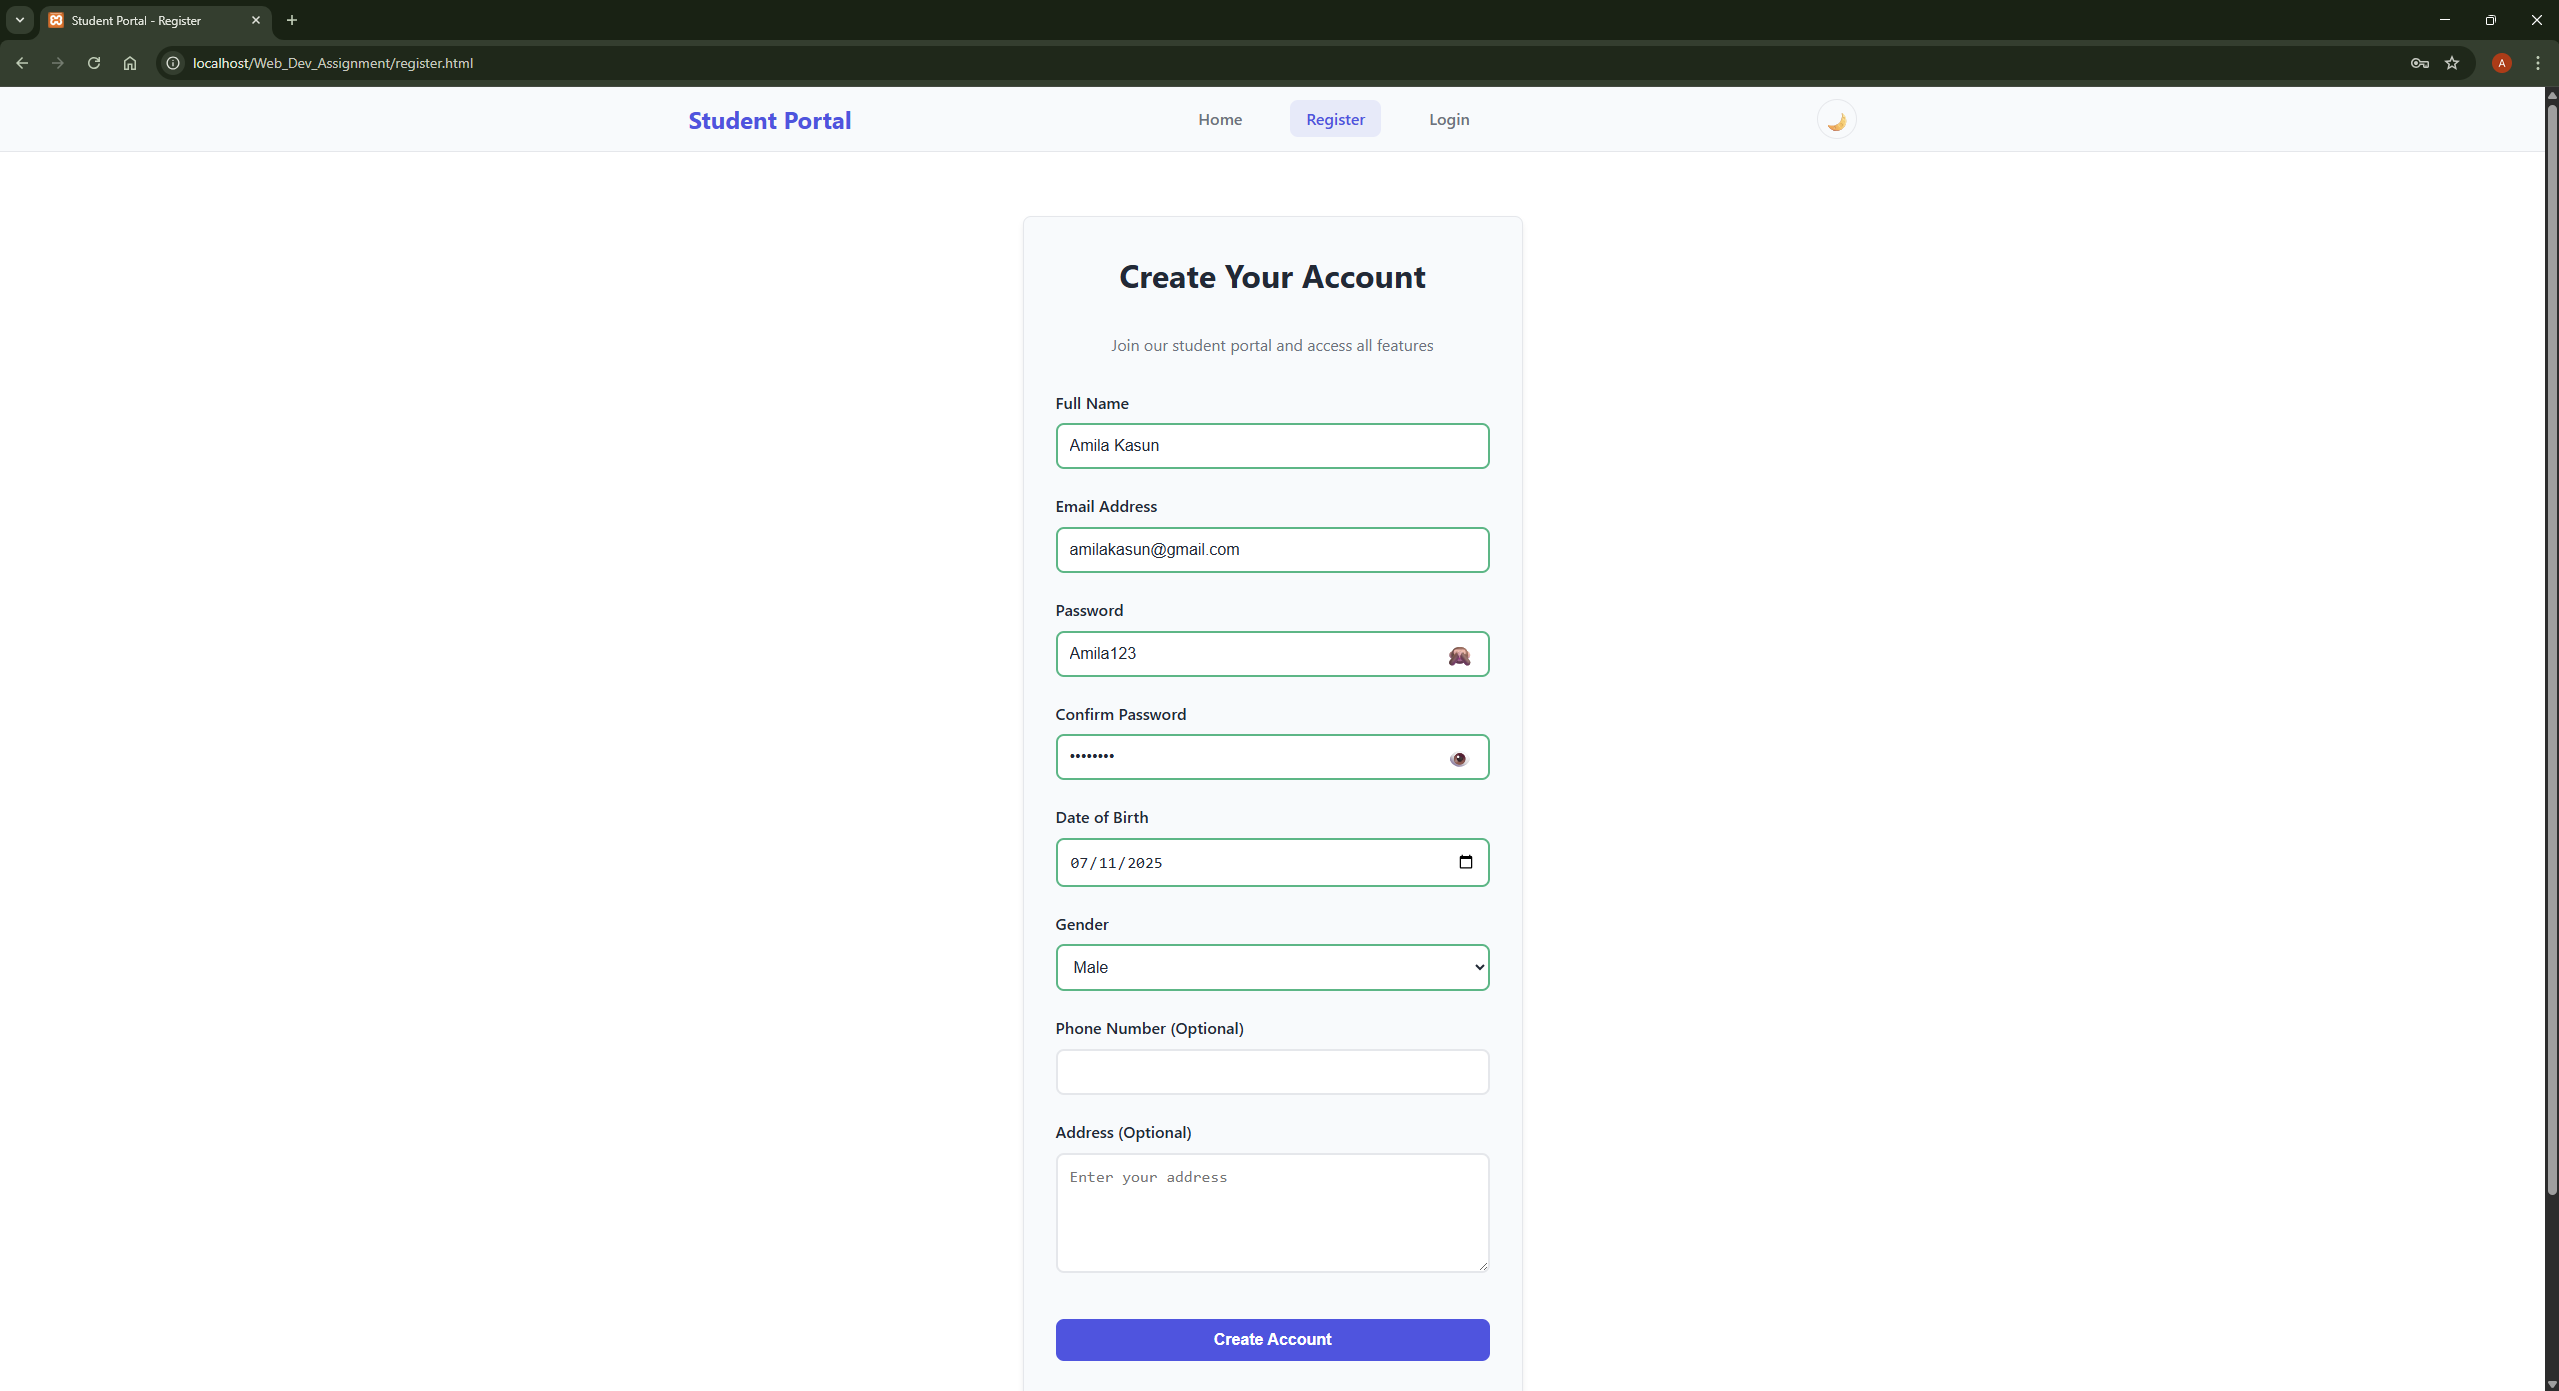 Student Portal - Register
localhost/Web_Dev_Assignment/register.html
A
Student Portal
Home
Register
Login
Create Your Account
Join our student portal and access all features
Full Name
Amila Kasun
Email Address
amilakasun@gmail.com
Password
Amila123
Confirm Password
••••••••
Date of Birth
07/11/2025
Gender
Male
Phone Number (Optional)
Address (Optional)
Enter your address
Create Account